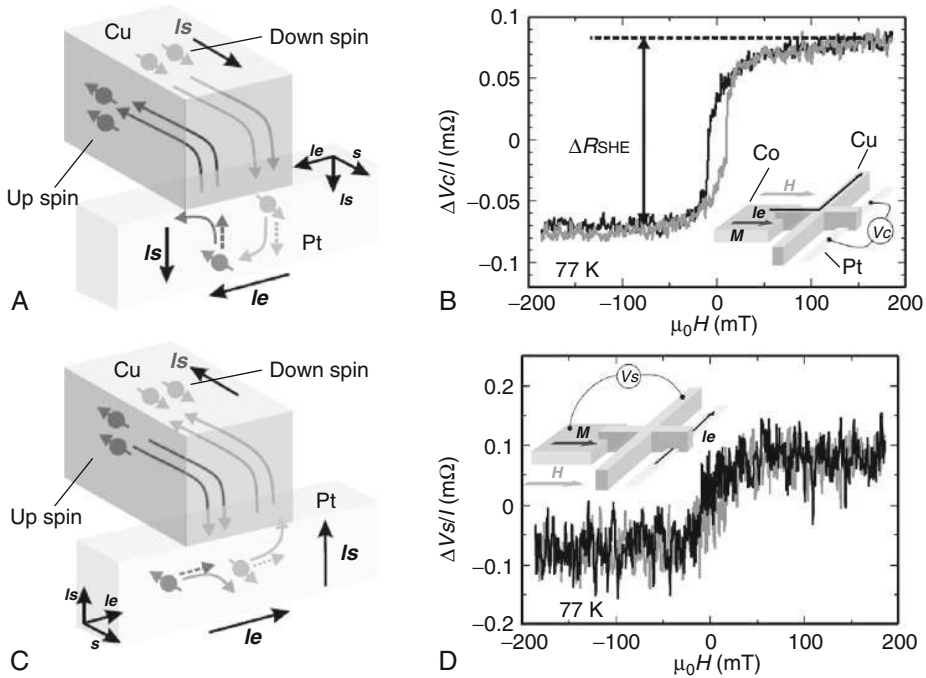 A
Cu
Is
Down spin
Up spin
Ie
s
Is
Is
Pt
Ie
B
0.1
0.05
0
−0.05
−0.1
ΔVc/I (mΩ)
ΔRSHE
Co
Cu
H
Ie
M
Vc
Pt
77 K
−200
−100
0
100
200
μ0H (mT)
C
Cu
Is
Down spin
Up spin
Pt
Is
Is
Ie
s
Ie
D
0.2
0.1
0
−0.1
−0.2
ΔVs/I (mΩ)
Vs
M
Ie
H
77 K
−200
−100
0
100
200
μ0H (mT)